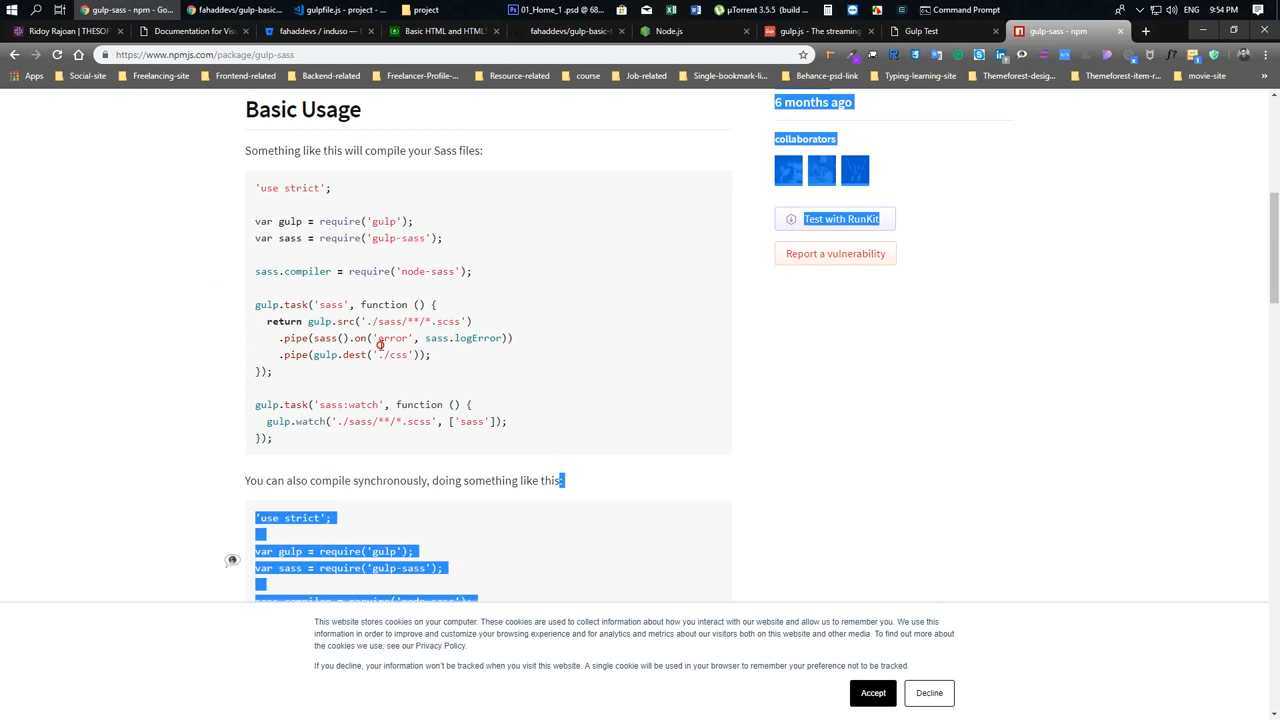 gulp-sass - npm - Go...
fahaddevs/gulp-basic...
gulpfile.js - project - ...
project
01_Home_1.psd @ 68...
µTorrent 3.5.5 (build ...
Command Prompt
ENG
9:54 PM
Ridoy Rajoan | THESOF
Documentation for Visu
fahaddevs / induso — B
Basic HTML and HTML5
fahaddevs/gulp-basic-t
Node.js
gulp.js - The streaming
Gulp Test
gulp-sass - npm
https://www.npmjs.com/package/gulp-sass
Apps
Social-site
Freelancing-site
Frontend-related
Backend-related
Freelancer-Profile-...
Resource-related
course
Job-related
Single-bookmark-li...
Behance-psd-link
Typing-learning-site
Themeforest-desig...
Themeforest-item-r...
movie-site
Basic Usage
Something like this will compile your Sass files:
'use strict';
var gulp = require('gulp');
var sass = require('gulp-sass');
sass.compiler = require('node-sass');
gulp.task('sass', function () {
return gulp.src('./sass/**/*.scss')
.pipe(sass().on('error', sass.logError))
.pipe(gulp.dest('./css'));
});
gulp.task('sass:watch', function () {
gulp.watch('./sass/**/*.scss', ['sass']);
});
You can also compile synchronously, doing something like this:
'use strict';
var gulp = require('gulp');
var sass = require('gulp-sass');
sass.compiler = require('node-sass');
6 months ago
collaborators
Test with RunKit
Report a vulnerability
This website stores cookies on your computer. These cookies are used to collect information about how you interact with our website and allow us to remember you. We use this
information in order to improve and customize your browsing experience and for analytics and metrics about our visitors both on this website and other media. To find out more about
the cookies we use, see our Privacy Policy.
If you decline, your information won't be tracked when you visit this website. A single cookie will be used in your browser to remember your preference not to be tracked.
Accept
Decline